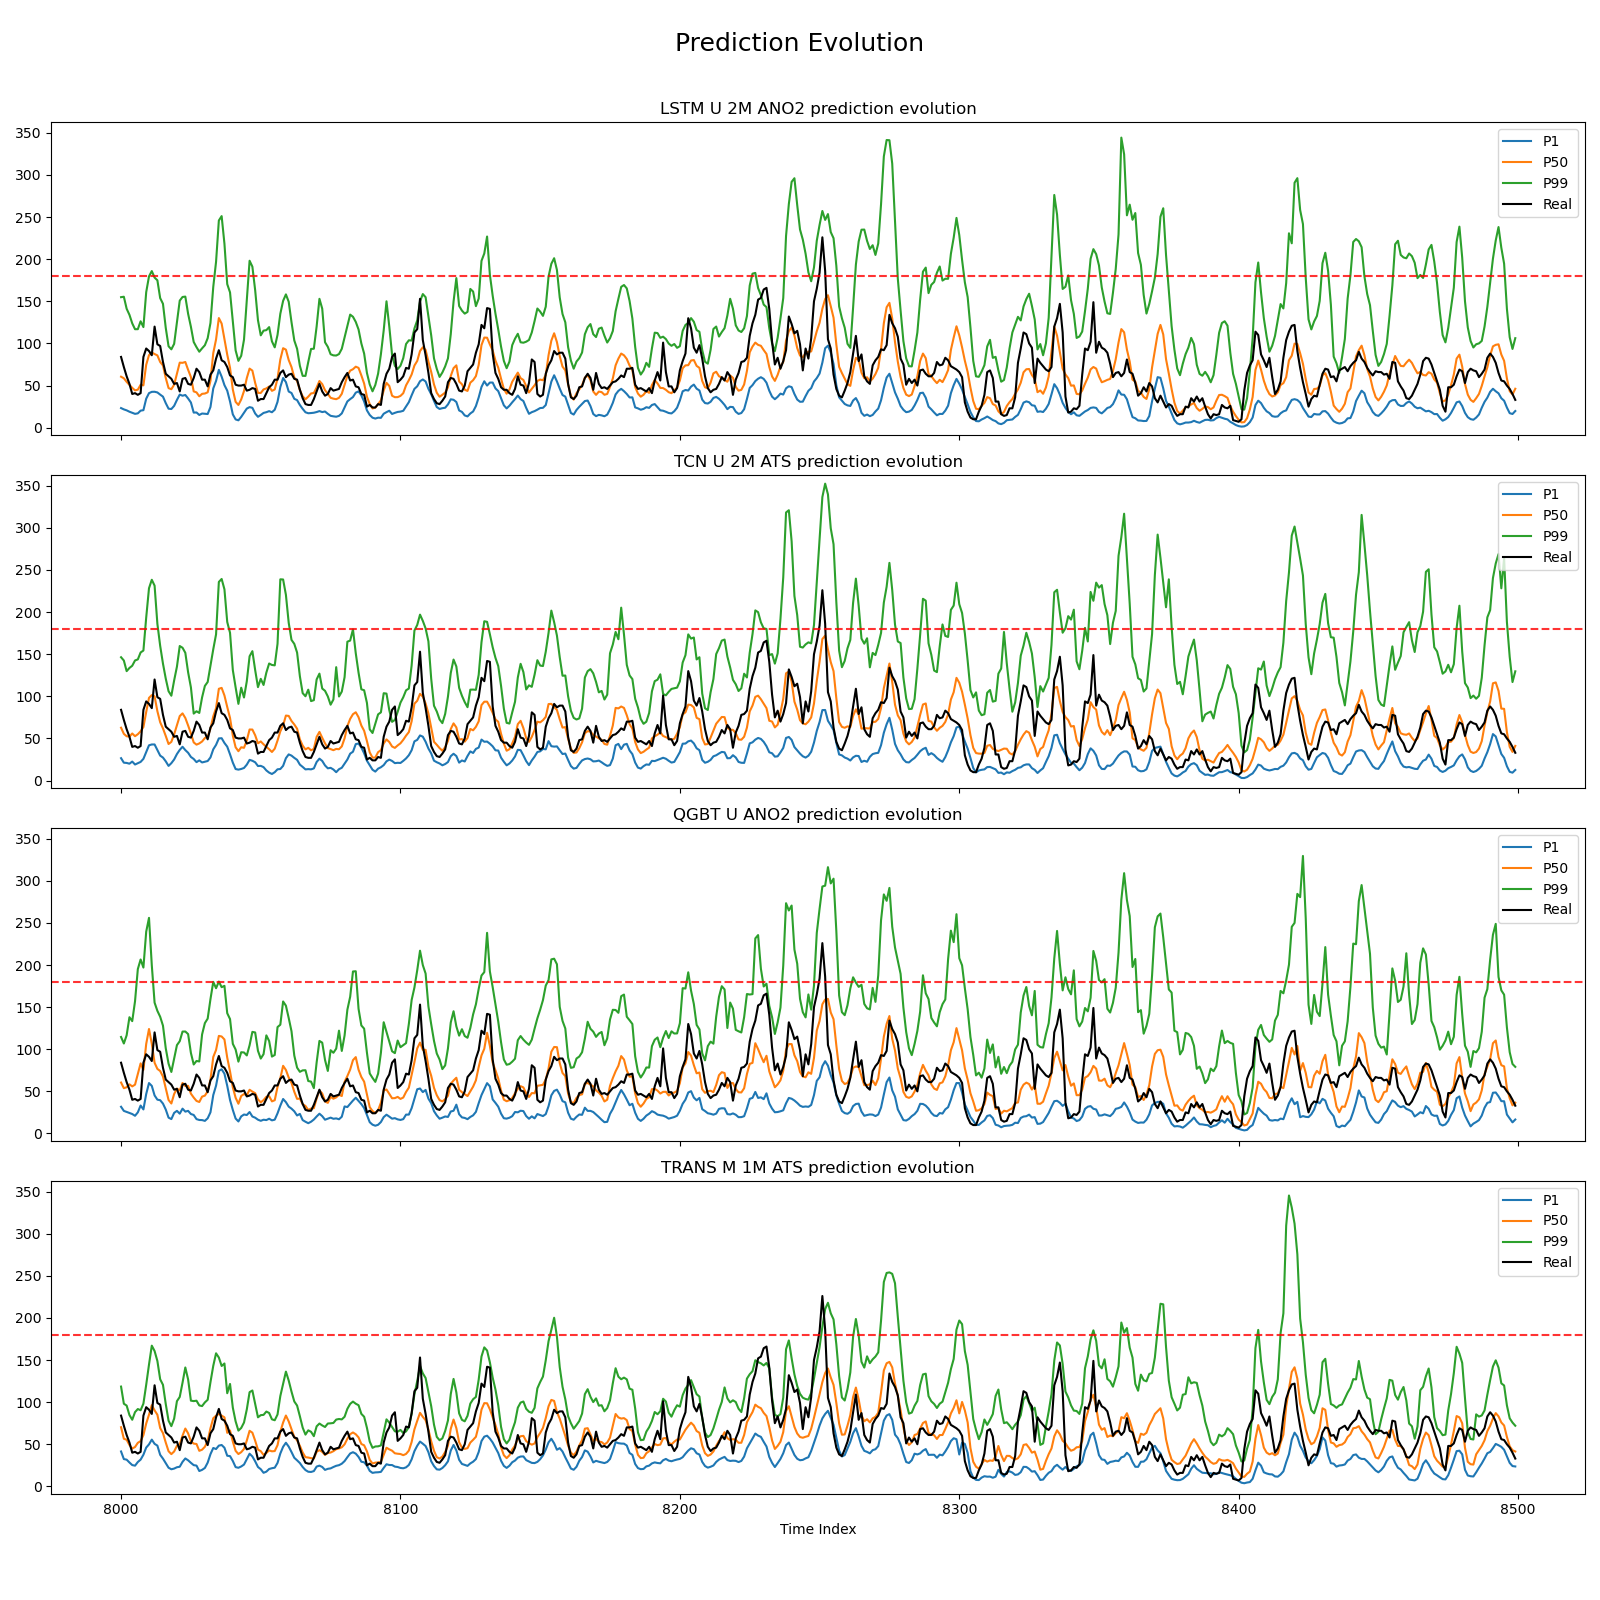 Prediction Evolution
LSTM U 2M ANO2 prediction evolution
350
300
250
200
150
100
50
0
P1
P50
P99
Real
TCN U 2M ATS prediction evolution
350
300
250
200
150
100
50
0
P1
P50
P99
Real
QGBT U ANO2 prediction evolution
350
300
250
200
150
100
50
0
P1
P50
P99
Real
TRANS M 1M ATS prediction evolution
350
300
250
200
150
100
50
0
P1
P50
P99
Real
8000 8100 8200 8300 8400 8500
Time Index